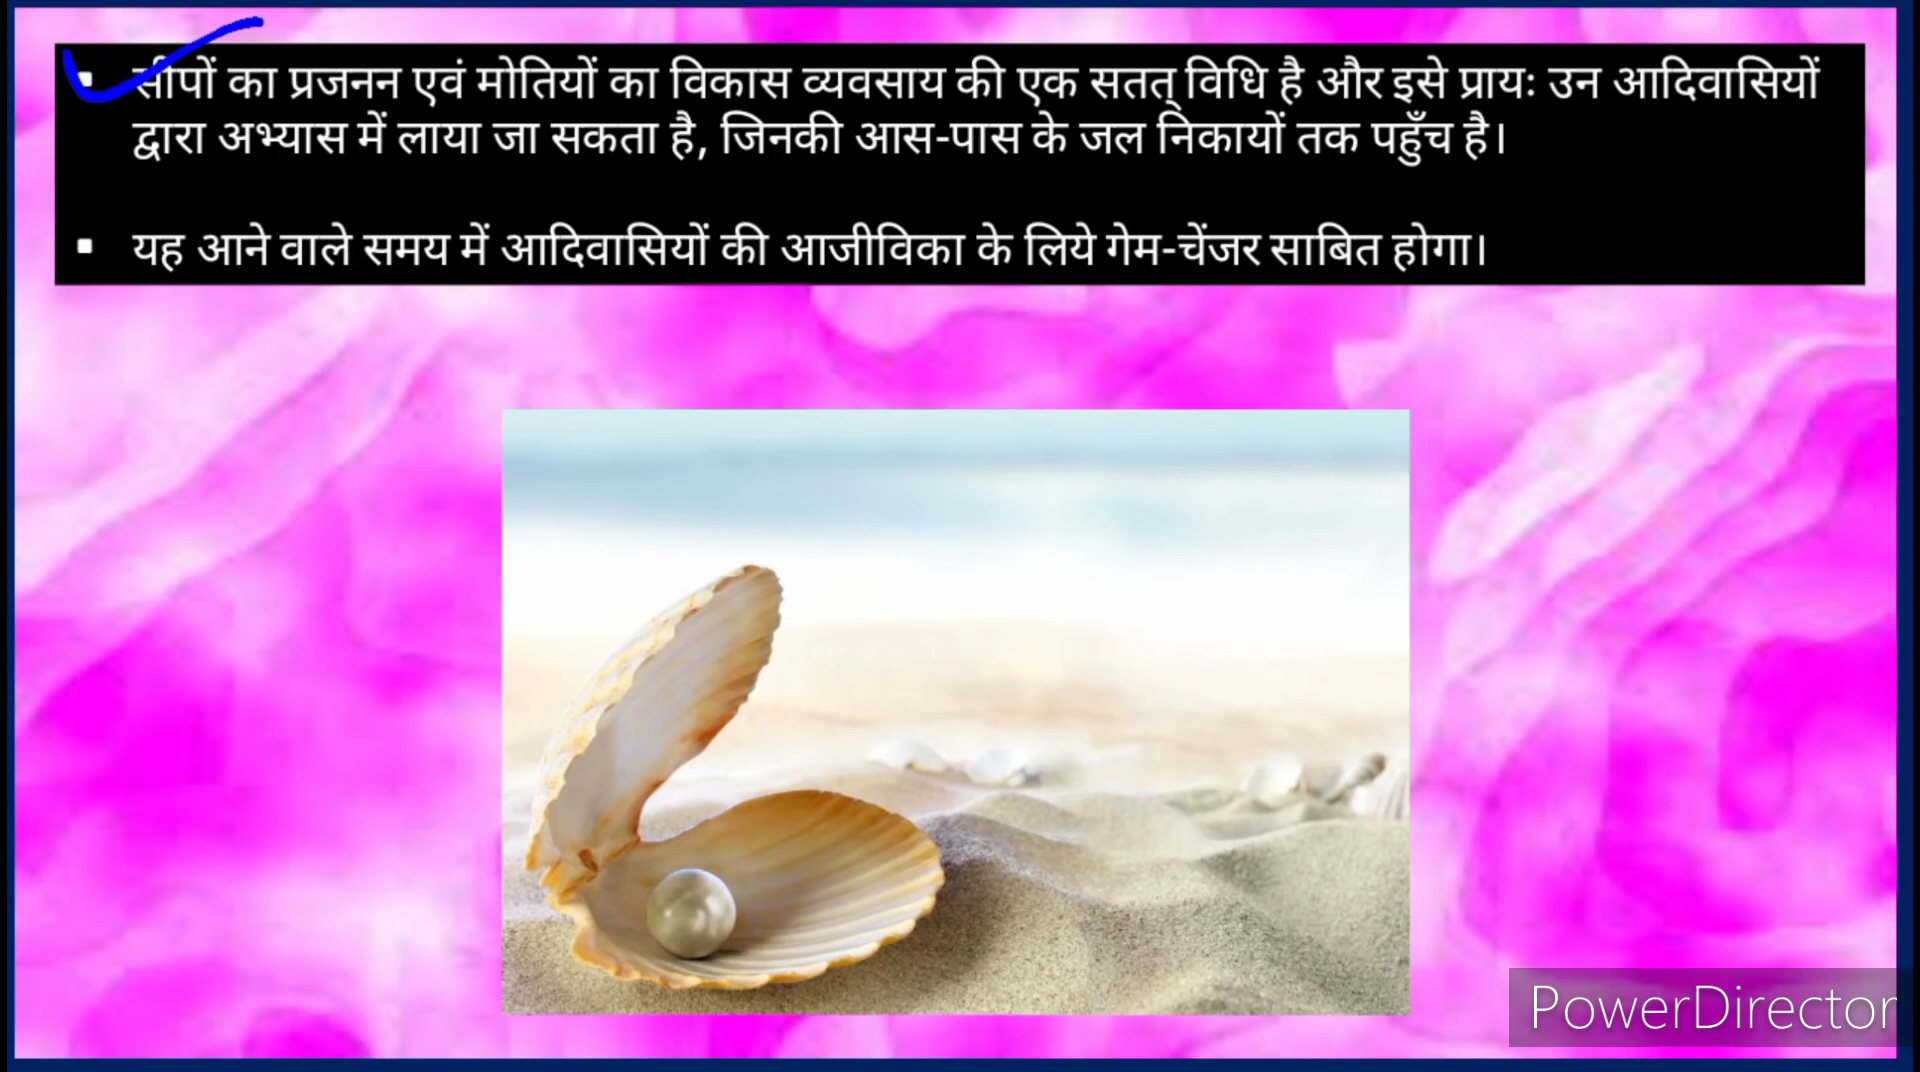 ▪ सीपों का प्रजनन एवं मोतियों का विकास व्यवसाय की एक सतत् विधि है और इसे प्रायः उन आदिवासियों
द्वारा अभ्यास में लाया जा सकता है, जिनकी आस-पास के जल निकायों तक पहुँच है।
▪ यह आने वाले समय में आदिवासियों की आजीविका के लिये गेम-चेंजर साबित होगा।
PowerDirector